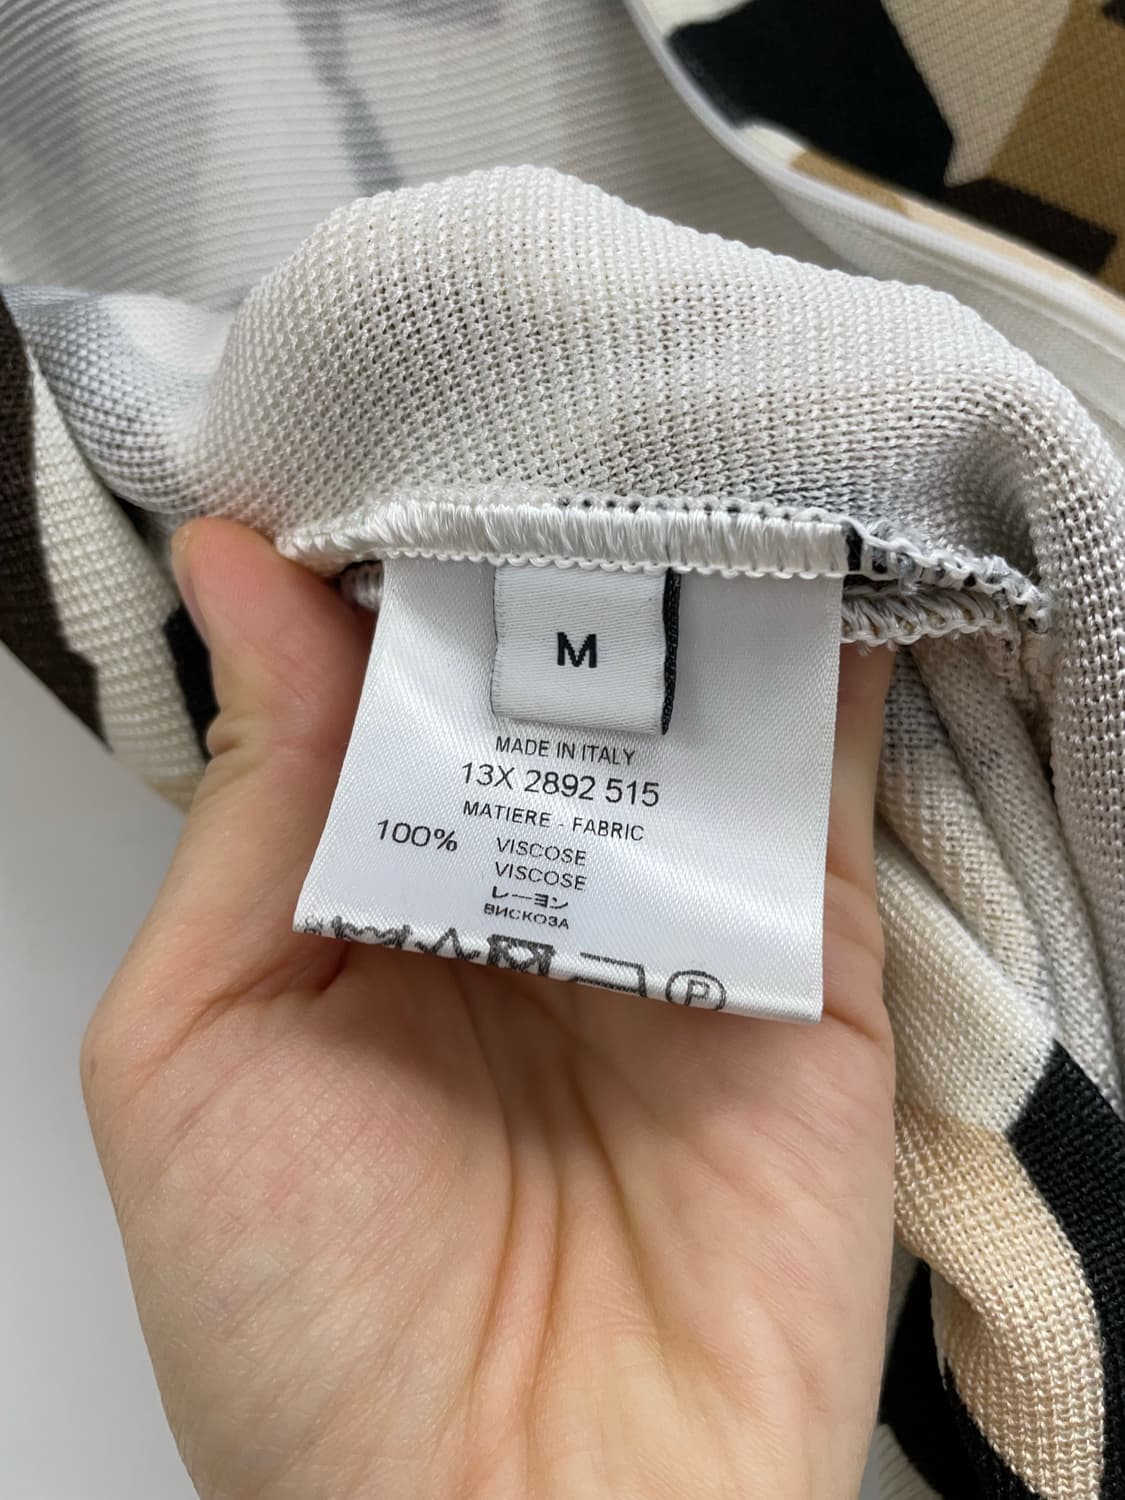 M
MADE IN ITALY
13X 2892 515
MATIERE - FABRIC
100% VISCOSE
VISCOSE
レーヨン
ВИСКОЗА
P